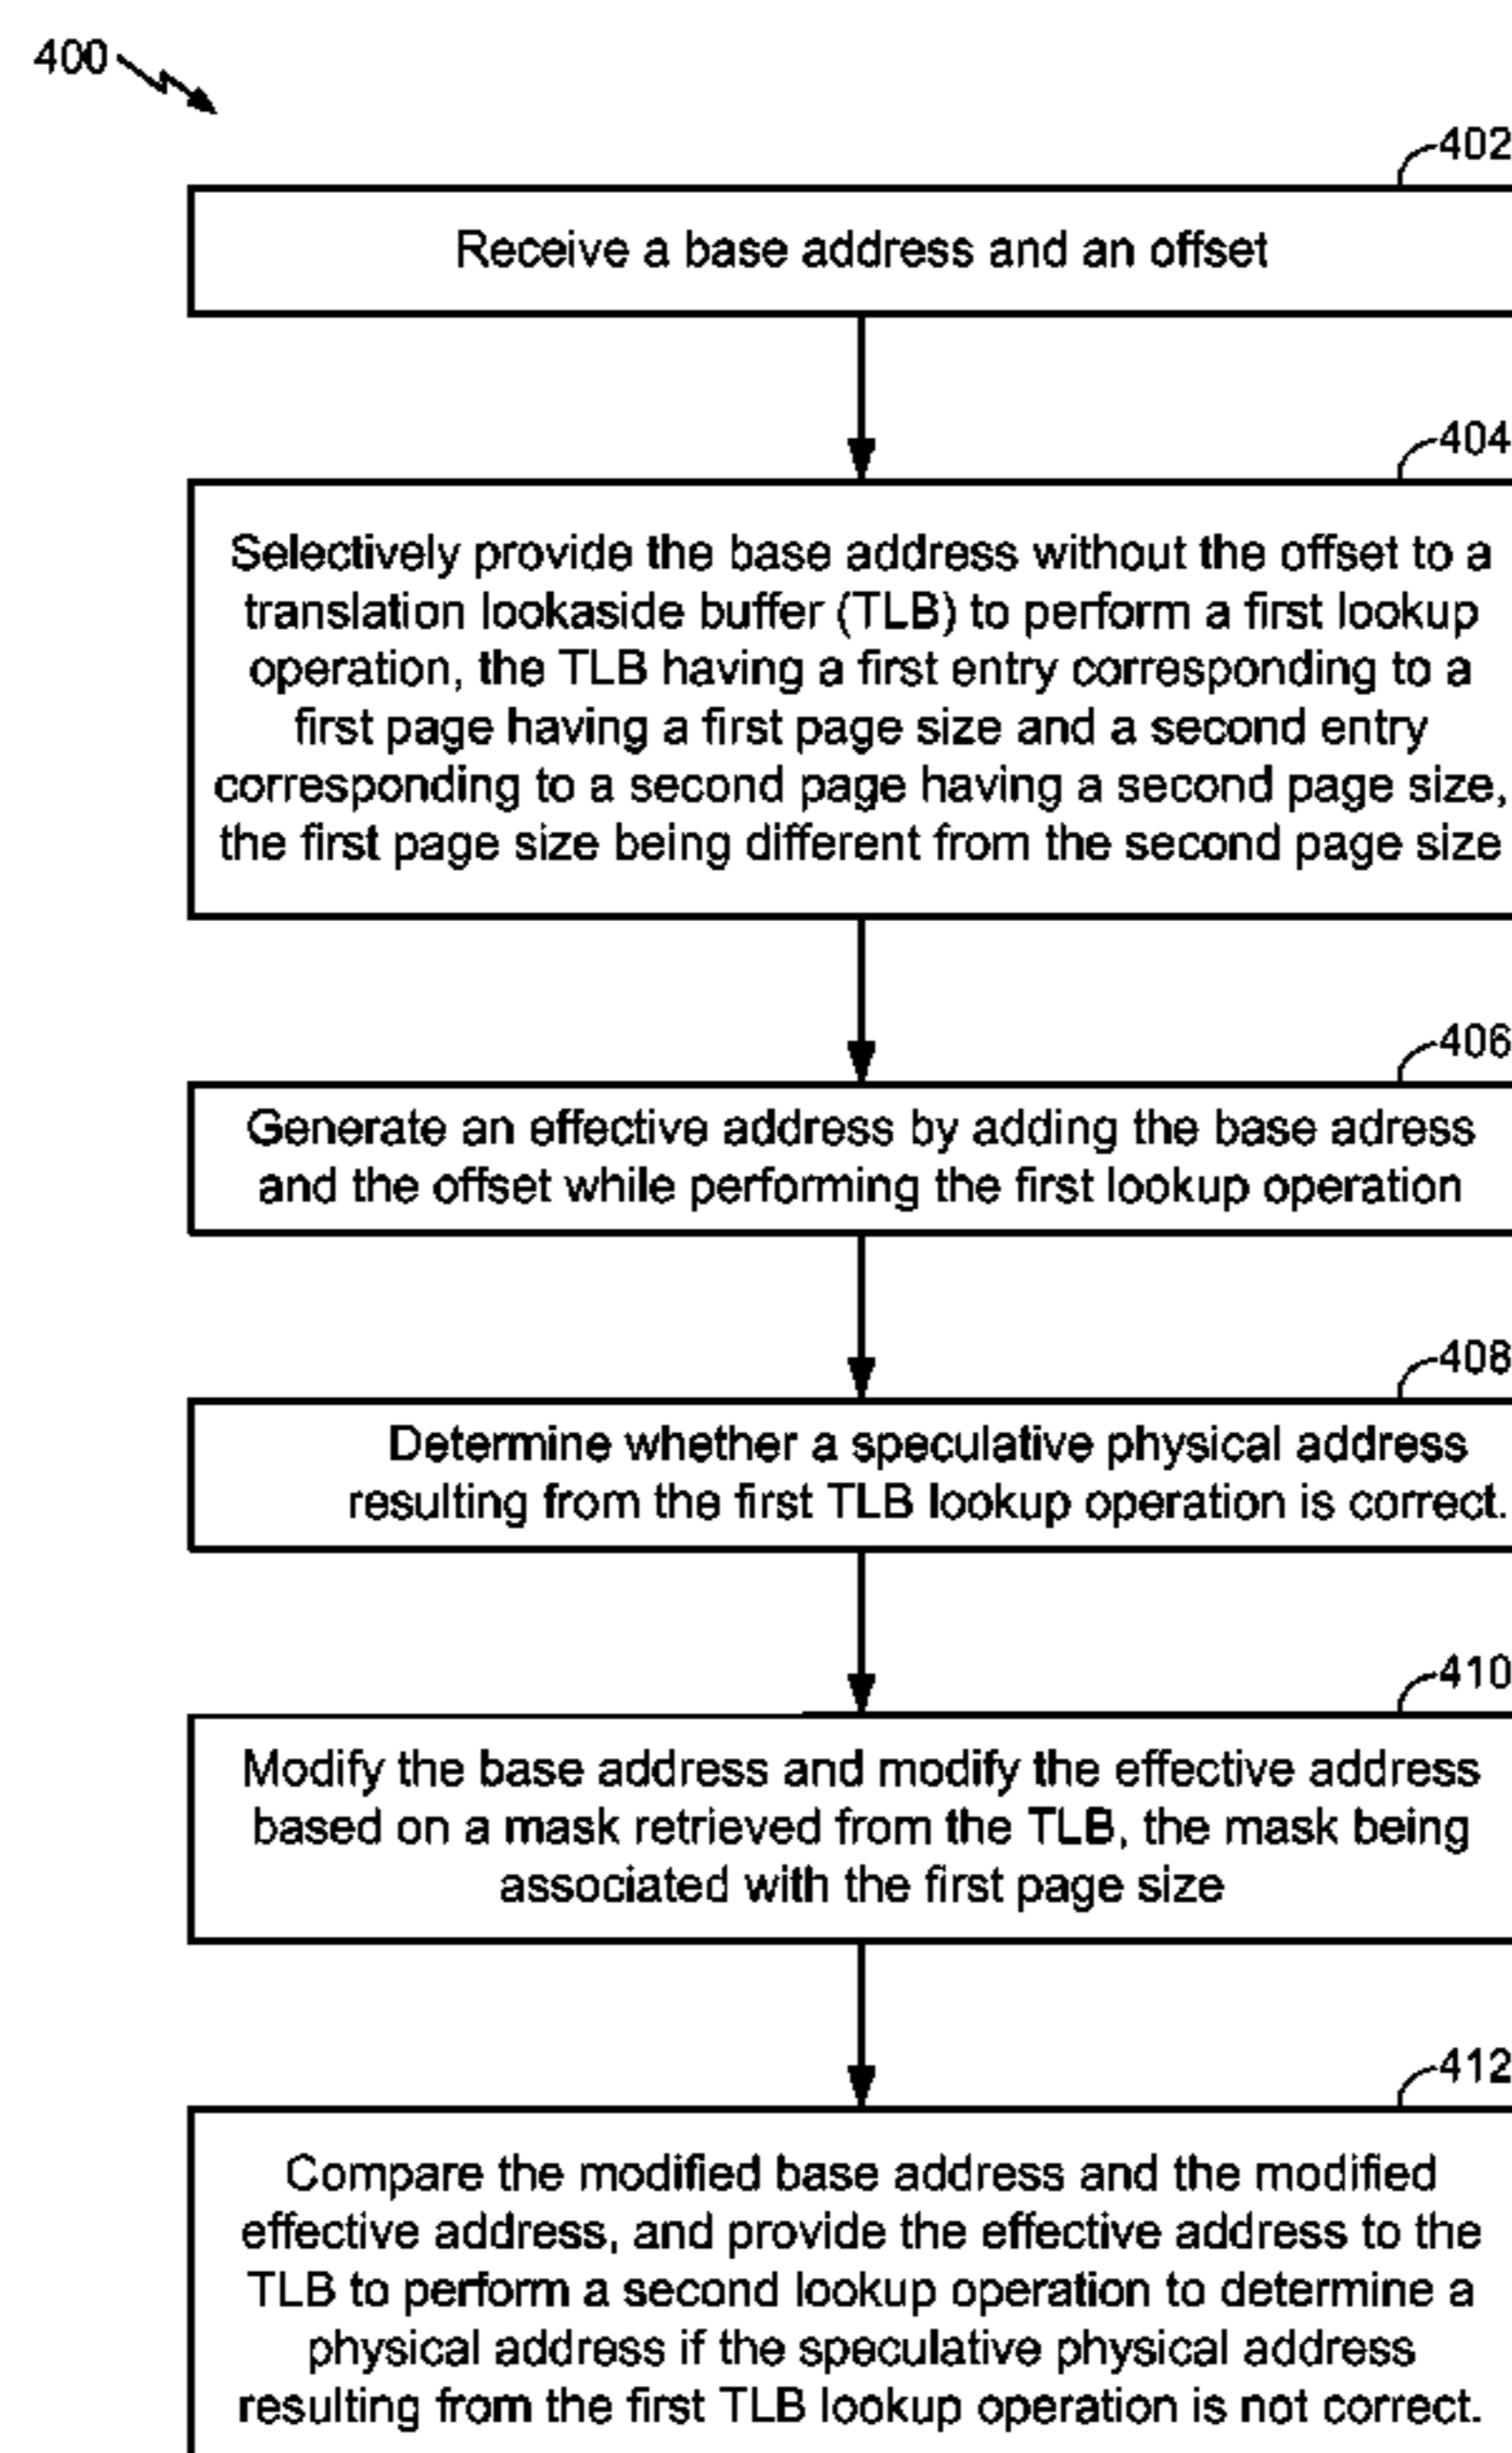 400
402
Receive a base address and an offset
404
Selectively provide the base address without the offset to a
translation lookaside buffer (TLB) to perform a first lookup
operation, the TLB having a first entry corresponding to a
first page having a first page size and a second entry
corresponding to a second page having a second page size,
the first page size being different from the second page size
406
Generate an effective address by adding the base adress
and the offset while performing the first lookup operation
408
Determine whether a speculative physical address
resulting from the first TLB lookup operation is correct.
410
Modify the base address and modify the effective address
based on a mask retrieved from the TLB, the mask being
associated with the first page size
412
Compare the modified base address and the modified
effective address, and provide the effective address to the
TLB to perform a second lookup operation to determine a
physical address if the speculative physical address
resulting from the first TLB lookup operation is not correct.